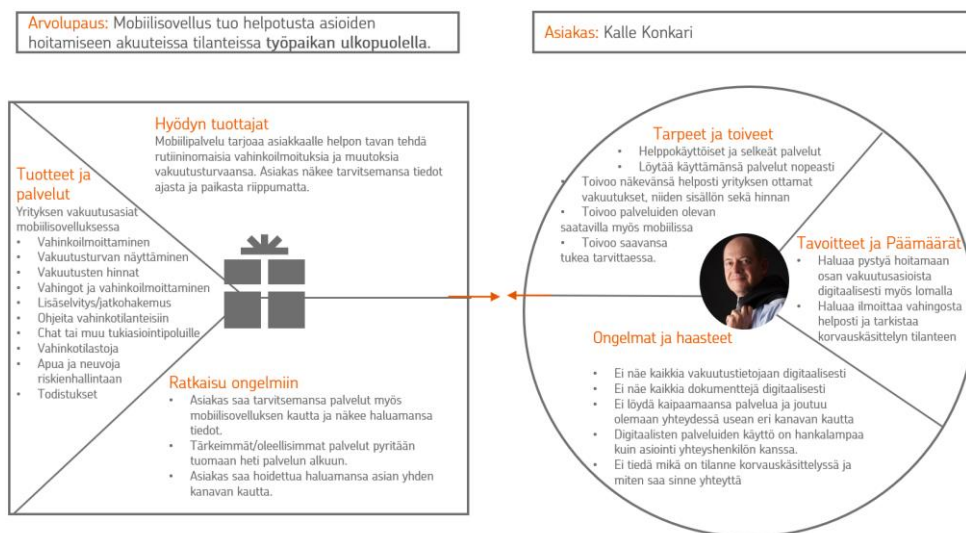 Arvolupaus: Mobiilisovellus tuo helpotusta asioiden
hoitamiseen akuuteissa tilanteissa työpaikan ulkopuolella.
Asiakas: Kalle Konkari
Hyödyn tuottajat
Mobiilipalvelu tarjoaa asiakkaalle helpon tavan tehdä
rutiininomaisia vahinkoilmoituksia ja muutoksia
vakuutusturvaansa. Asiakas näkee tarvitsemansa tiedot
ajasta ja paikasta riippumatta.
Tuotteet ja
palvelut
Yrityksen vakuutusasiat
mobiilisovelluksessa
• Vahinkoilmoittaminen
• Vakuutusturvan näyttäminen
• Vakuutusten hinnat
• Vahingot ja vahinkoilmoittaminen
• Lisäselvitys/jatkohakemus
• Ohjeita vahinkotilanteisiin
• Chat tai muu tukiasiointipoluille
• Vahinkotilastoja
• Apua ja neuvoja
riskienhallintaan
• Todistukset
Ratkaisu ongelmiin
• Asiakas saa tarvitsemansa palvelut myös
mobiilisovelluksen kautta ja näkee haluamansa
tiedot.
• Tärkeimmät/oleellisimmat palvelut pyritään
tuomaan heti palvelun alkuun.
• Asiakas saa hoidettua haluamansa asian yhden
kanavan kautta.
Tarpeet ja toiveet
• Helppokäyttöiset ja selkeät palvelut
• Löytää käyttämänsä palvelut nopeasti
• Toivoo näkevänsä helposti yrityksen ottamat
vakuutukset, niiden sisällön sekä hinnan
• Toivoo palveluiden olevan
saatavilla myös mobiilissa
• Toivoo saavansa
tukea tarvittaessa.
Tavoitteet ja Päämäärät
• Haluaa pystyä hoitamaan
osan vakuutusasioista
digitaalisesti myös lomalla
• Haluaa ilmoittaa vahingosta
helposti ja tarkistaa
korvauskäsittelyn tilanteen
Ongelmat ja haasteet
• Ei näe kaikkia vakuutustietojaan digitaalisesti
• Ei näe kaikkia dokumenttejä digitaalisesti
• Ei löydä kaipaamaansa palvelua ja joutuu
olemaan yhteydessä usean eri kanavan kautta
• Digitaalisten palveluiden käyttö on hankalampaa
kuin asiointi yhteyshenkilön kanssa.
• Ei tiedä mikä on tilanne korvauskäsittelyssä ja
miten saa sinne yhteyttä